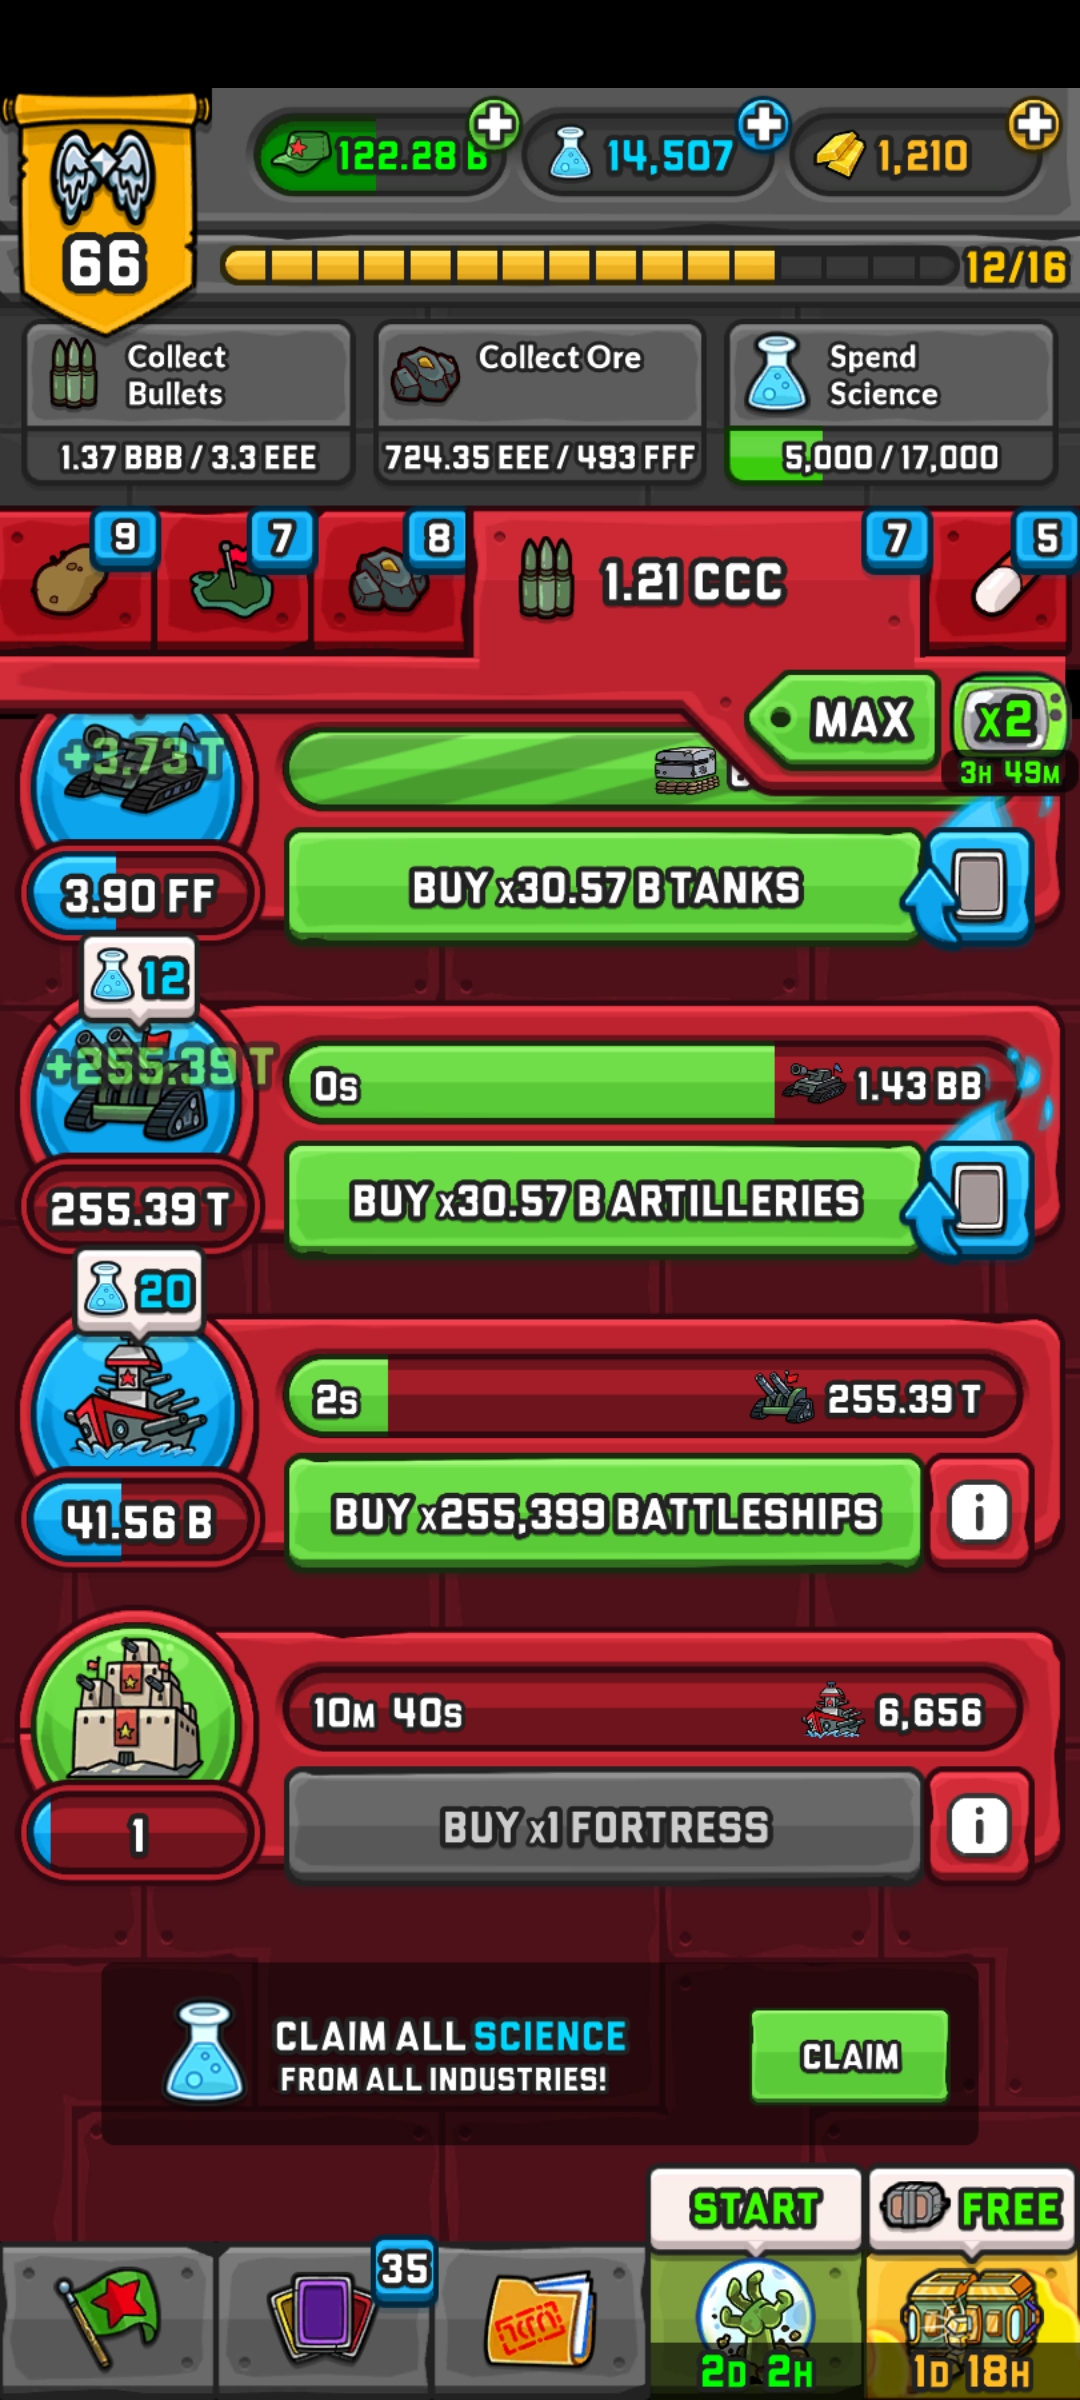 122.28 B
14,507
1,210
66
12/16
Collect
Bullets
1.37 BBB / 3.3 EEE
Collect Ore
724.35 EEE / 493 FFF
Spend
Science
5,000 / 17,000
9
7
8
1.21 CCC
7
5
MAX
x2
3H 49M
+3.73 T
3.90 FF
BUY x30.57 B TANKS
12
+255.39 T
0s
1.43 BB
255.39 T
BUY x30.57 B ARTILLERIES
20
2s
255.39 T
41.56 B
BUY x255,399 BATTLESHIPS
i
10M 40s
6,656
1
BUY x1 FORTRESS
i
CLAIM ALL SCIENCE
FROM ALL INDUSTRIES!
CLAIM
START
FREE
35
2D 2H
1D 18H